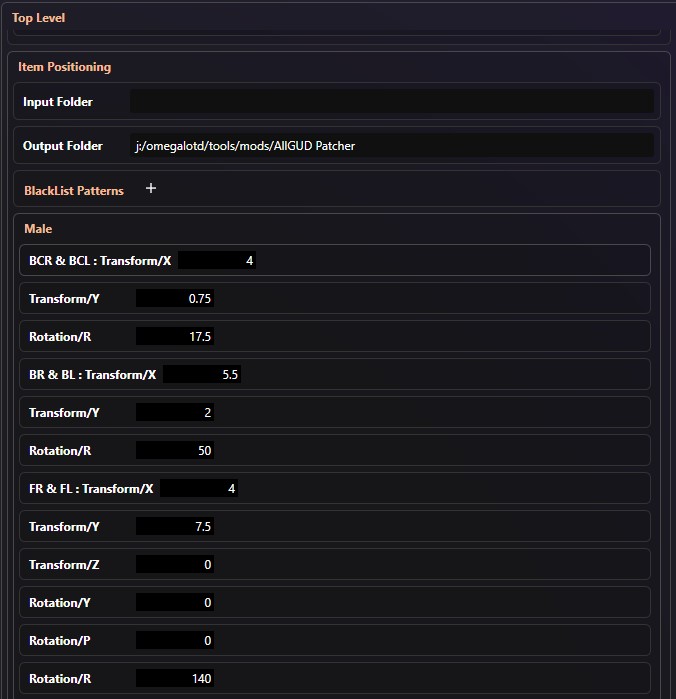 Top Level
Item Positioning
Input Folder
Output Folder j:/omegalotd/tools/mods/AllGUD Patcher
BlackList Patterns +
Male
BCR & BCL : Transform/X 4
Transform/Y 0.75
Rotation/R 17.5
BR & BL : Transform/X 5.5
Transform/Y 2
Rotation/R 50
FR & FL : Transform/X 4
Transform/Y 7.5
Transform/Z 0
Rotation/Y 0
Rotation/P 0
Rotation/R 140